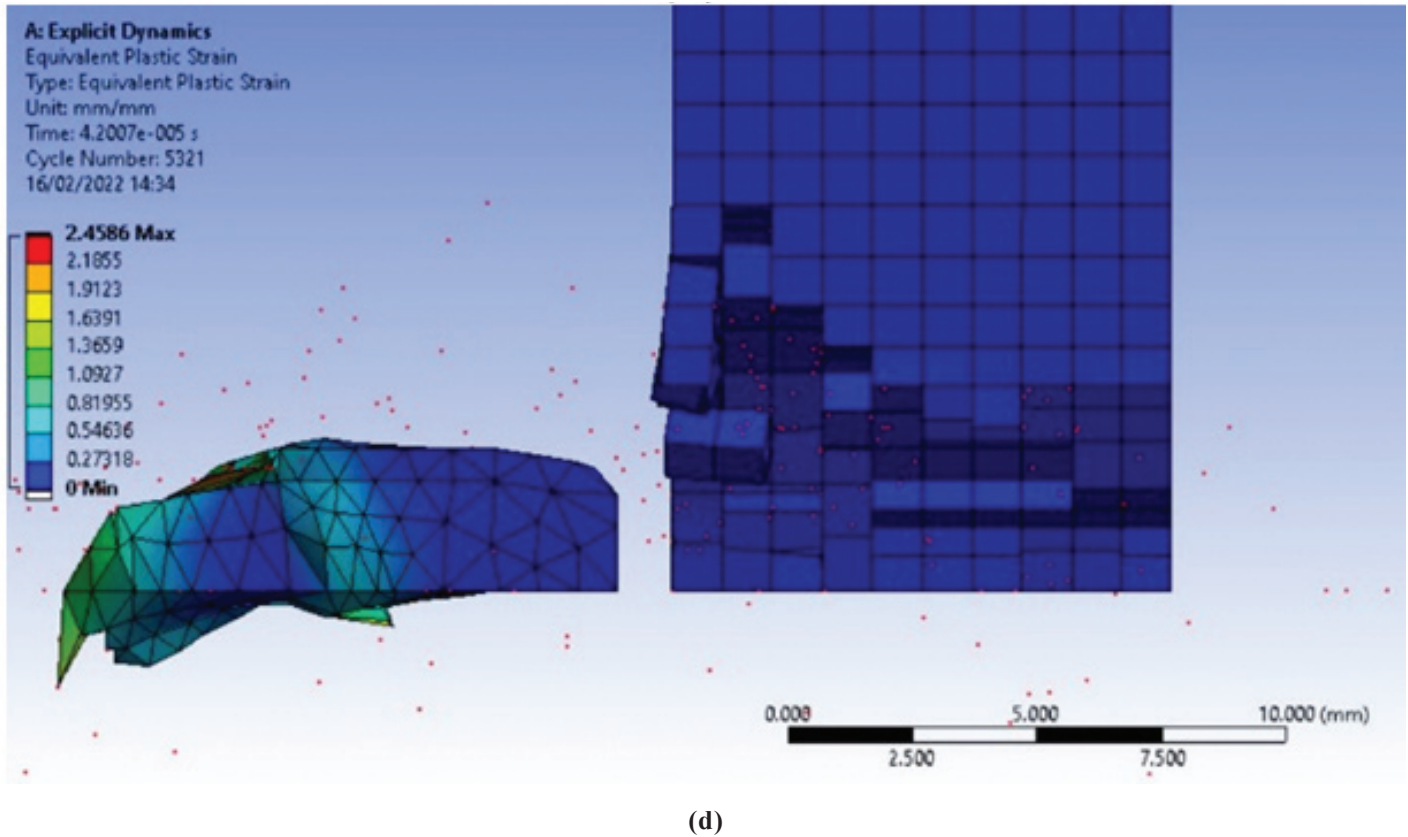 A: Explicit Dynamics
Equivalent Plastic Strain
Type: Equivalent Plastic Strain
Unit: mm/mm
Time: 4.2007e-005 s
Cycle Number: 5321
16/02/2022 14:34
2.4586 Max
2.1855
1.9123
1.6391
1.3659
1.0927
0.81955
0.54636
0.27318
0 Min
0.000 5.000 10.000 (mm)
2.500 7.500
(d)